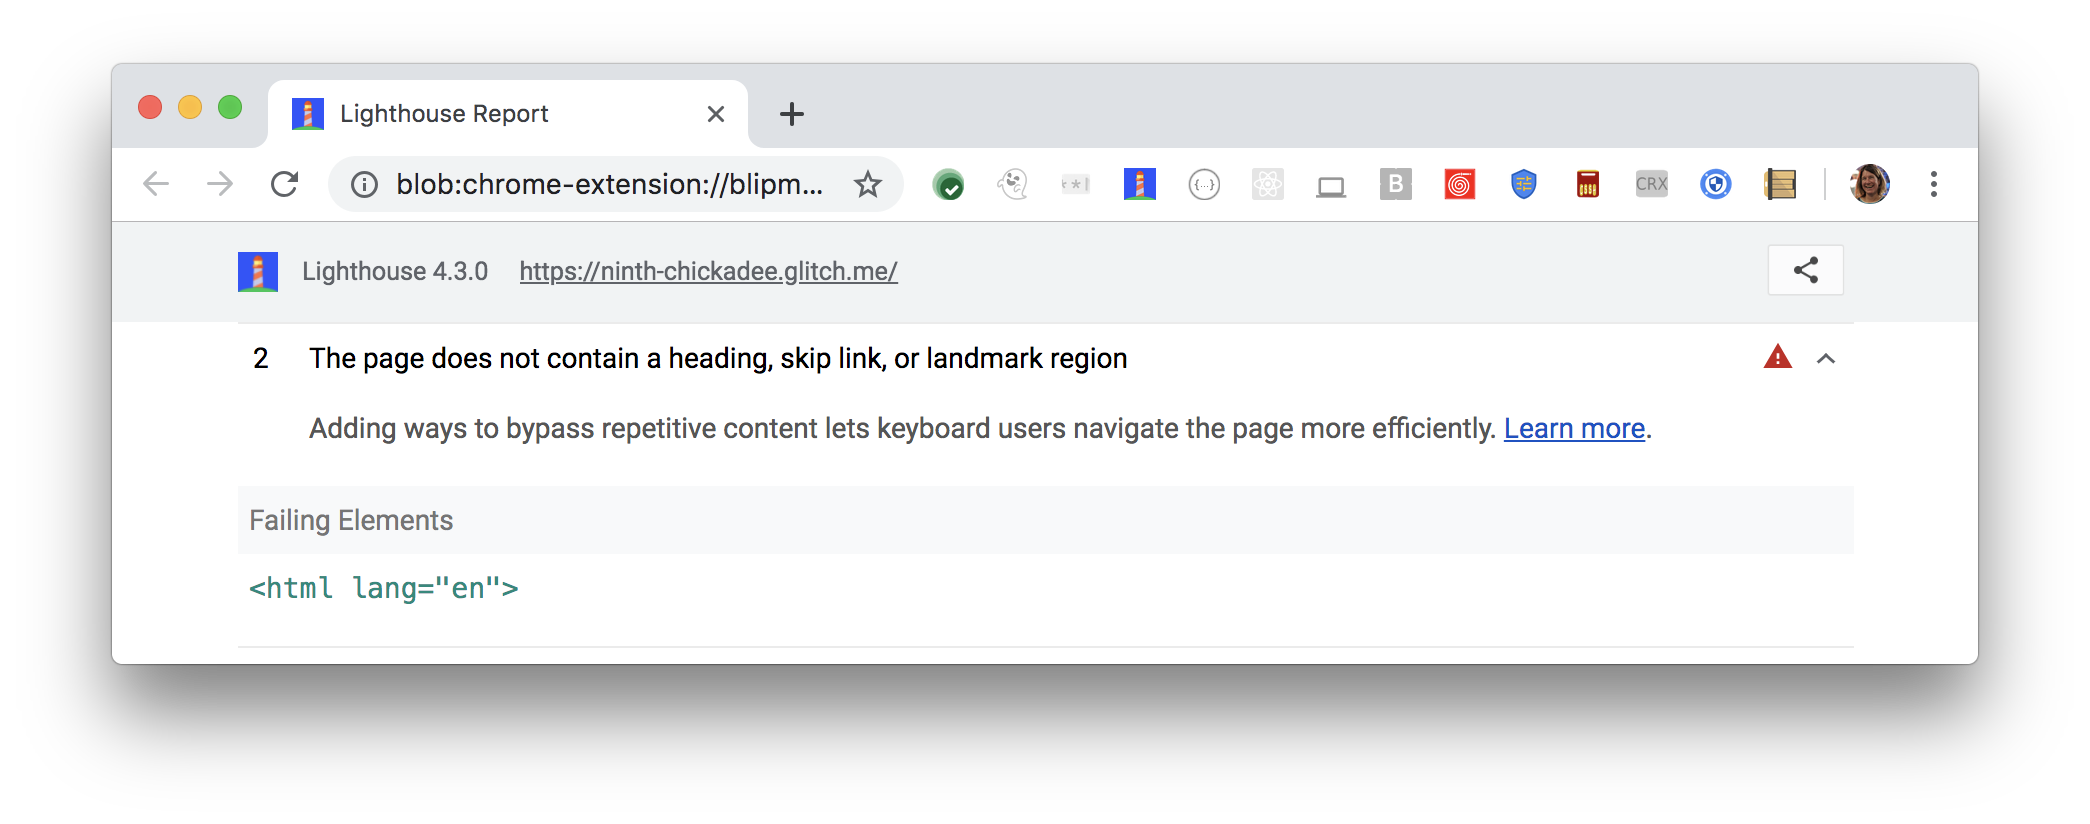 Lighthouse Report
blob:chrome-extension://blipm...
{...}
**|
B
CRX
Lighthouse 4.3.0 https://ninth-chickadee.glitch.me/
2 The page does not contain a heading, skip link, or landmark region
Adding ways to bypass repetitive content lets keyboard users navigate the page more efficiently. Learn more.
Failing Elements
<html lang="en">